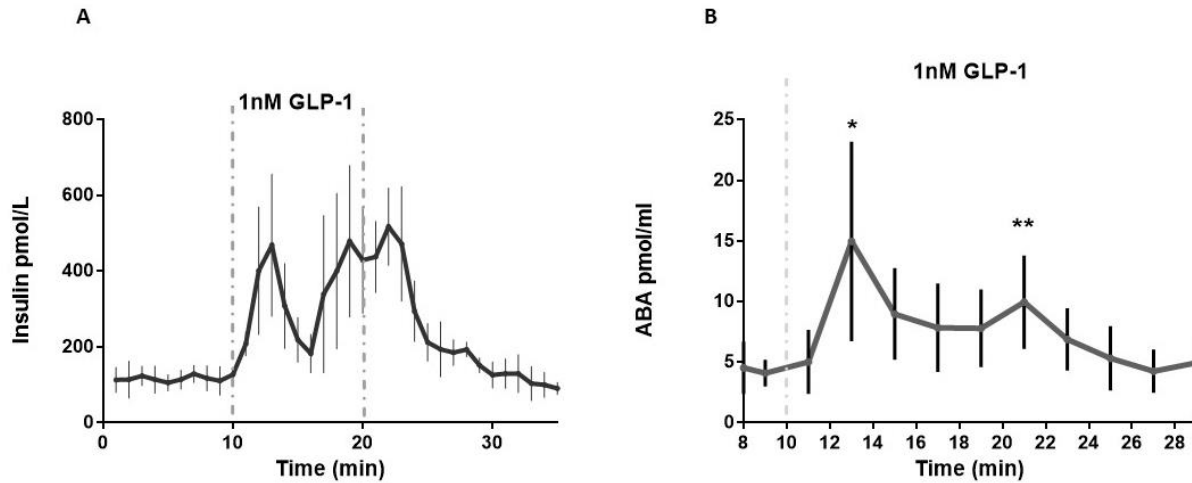 A
1nM GLP-1
Insulin pmol/L
800
600
400
200
0
0 10 20 30
Time (min)
B
1nM GLP-1
ABA pmol/ml
25
20
15
10
5
0
*
**
8 10 12 14 16 18 20 22 24 26 28
Time (min)